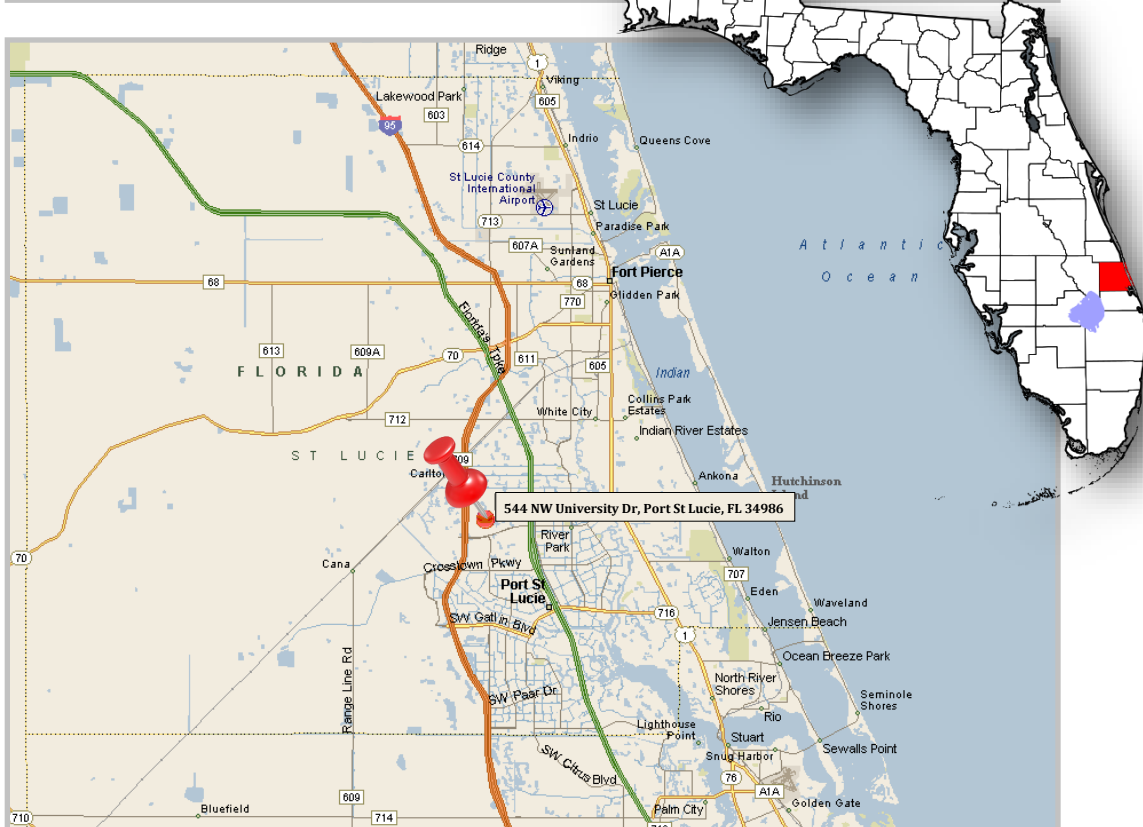 Ridge
1
Viking
Lakewood Park
605
603
95
Indrio
Queens Cove
614
St Lucie County
International
Airport
St Lucie
713
Paradise Park
607A
A1A
Sunland
Gardens
Atlantic
Ocean
Fort Pierce
68
68
Glidden Park
770
Florida's Tpke
613
609A
70
611
605
FLORIDA
Indian
Collins Park
Estates
712
White City
Indian River Estates
ST LUCIE
709
Ankona
Hutchinson
544 NW University Dr, Port St Lucie, FL 34986
River
Park
70
Walton
Cana
Crosstown Pkwy
707
Port St
Lucie
Eden
Waveland
716
SW Gatlin Blvd
Jensen Beach
1
Ocean Breeze Park
Range Line Rd
North River
Shores
SW Paar Dr
Seminole
Shores
Rio
Lighthouse
Point
Stuart
Sewalls Point
Snug Harbor
SW Citrus Blvd
76
A1A
609
Golden Gate
Bluefield
Palm City
710
714